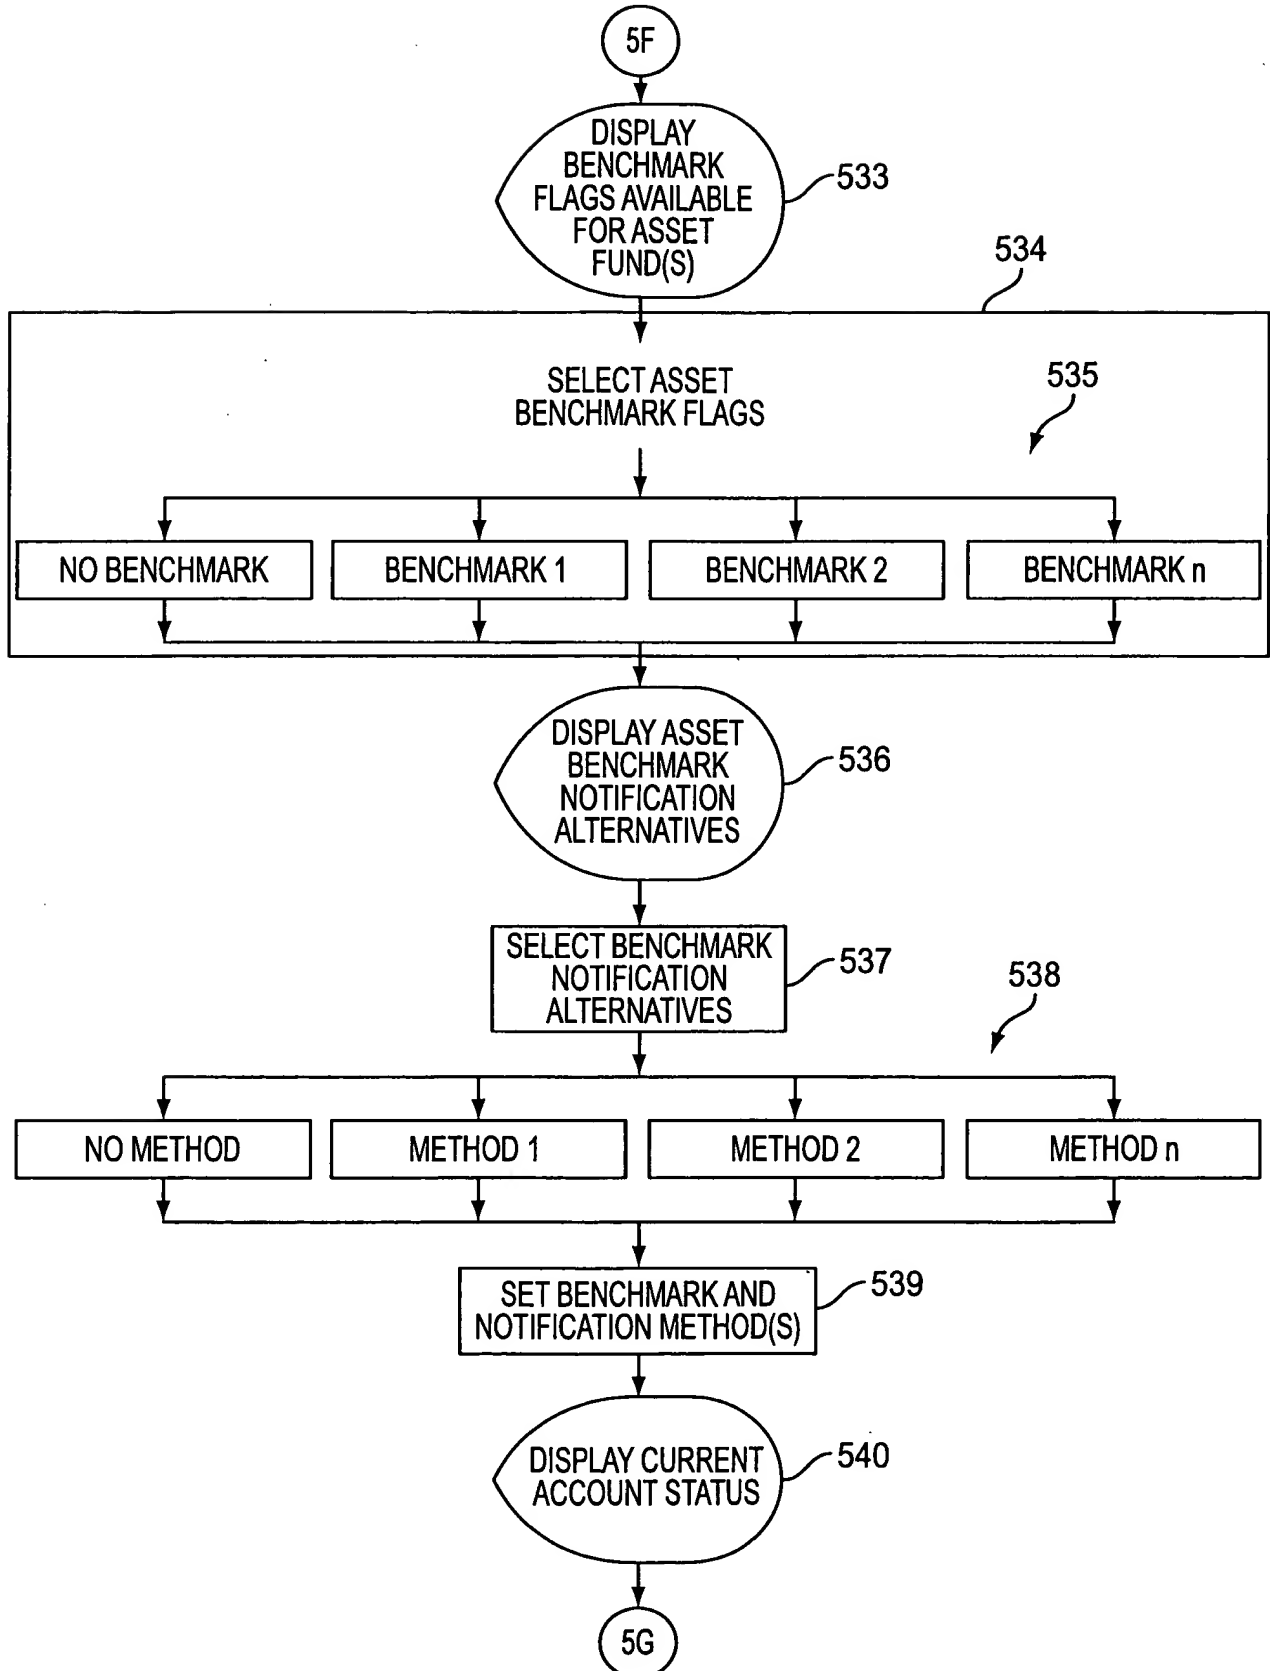 5F
DISPLAY
BENCHMARK
FLAGS AVAILABLE
FOR ASSET
FUND(S)
533
534
SELECT ASSET
BENCHMARK FLAGS
535
NO BENCHMARK
BENCHMARK 1
BENCHMARK 2
BENCHMARK n
DISPLAY ASSET
BENCHMARK
NOTIFICATION
ALTERNATIVES
536
SELECT BENCHMARK
NOTIFICATION
ALTERNATIVES
537
538
NO METHOD
METHOD 1
METHOD 2
METHOD n
SET BENCHMARK AND
NOTIFICATION METHOD(S)
539
DISPLAY CURRENT
ACCOUNT STATUS
540
5G